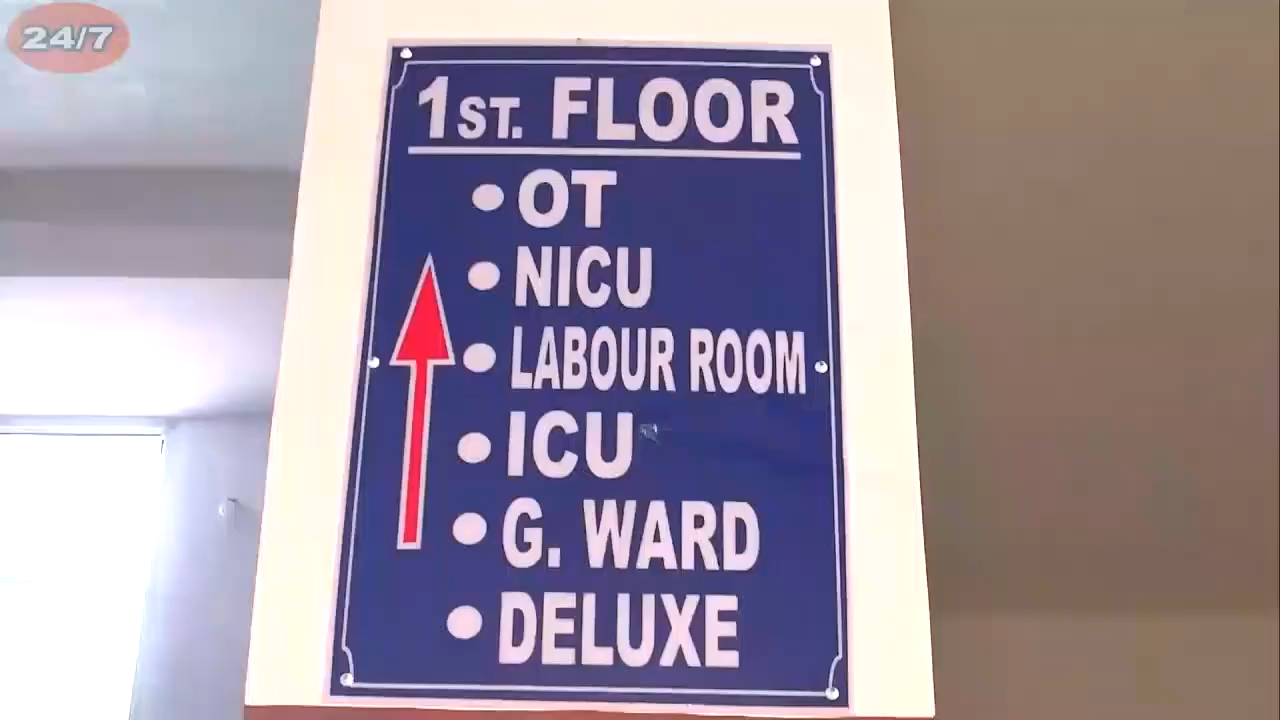 24/7
1ST. FLOOR
• OT
• NICU
• LABOUR ROOM
• ICU
• G. WARD
• DELUXE